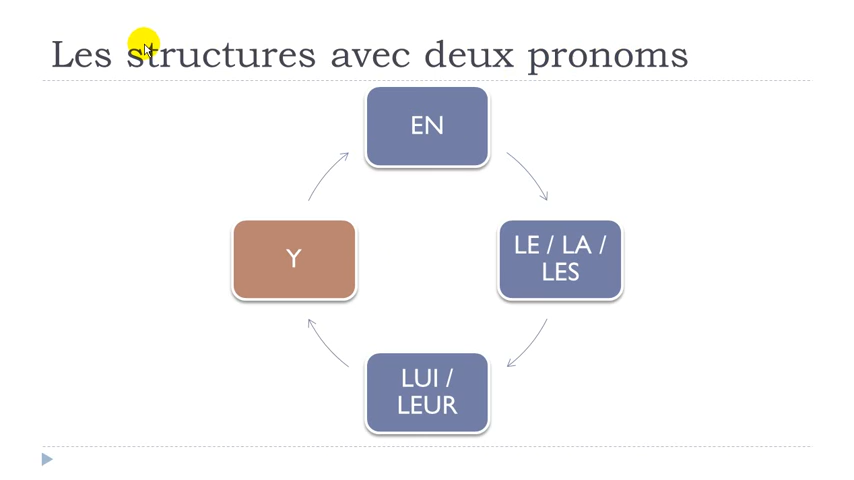 Les structures avec deux pronoms
EN
Y
LE / LA /
LES
LUI /
LEUR